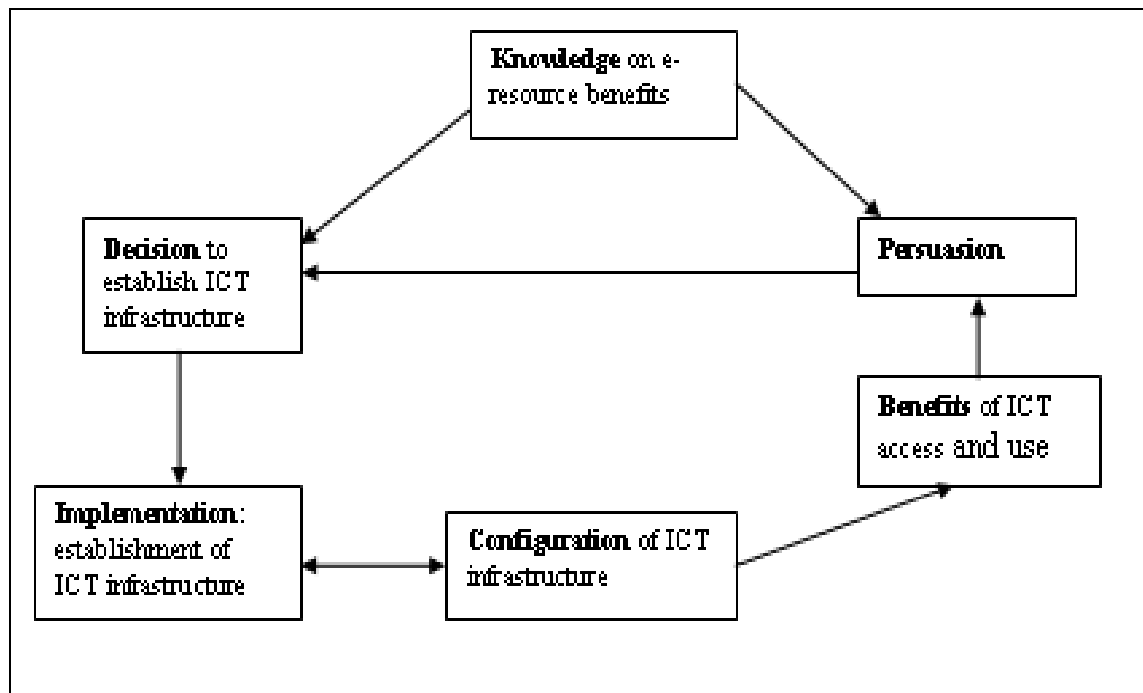 Knowledge on e-
resource benefits
Decision to
establish ICT
infrastructure
Persuasion
Benefits of ICT
access and use
Implementation:
establishment of
ICT infrastructure
Configuration of ICT
infrastructure